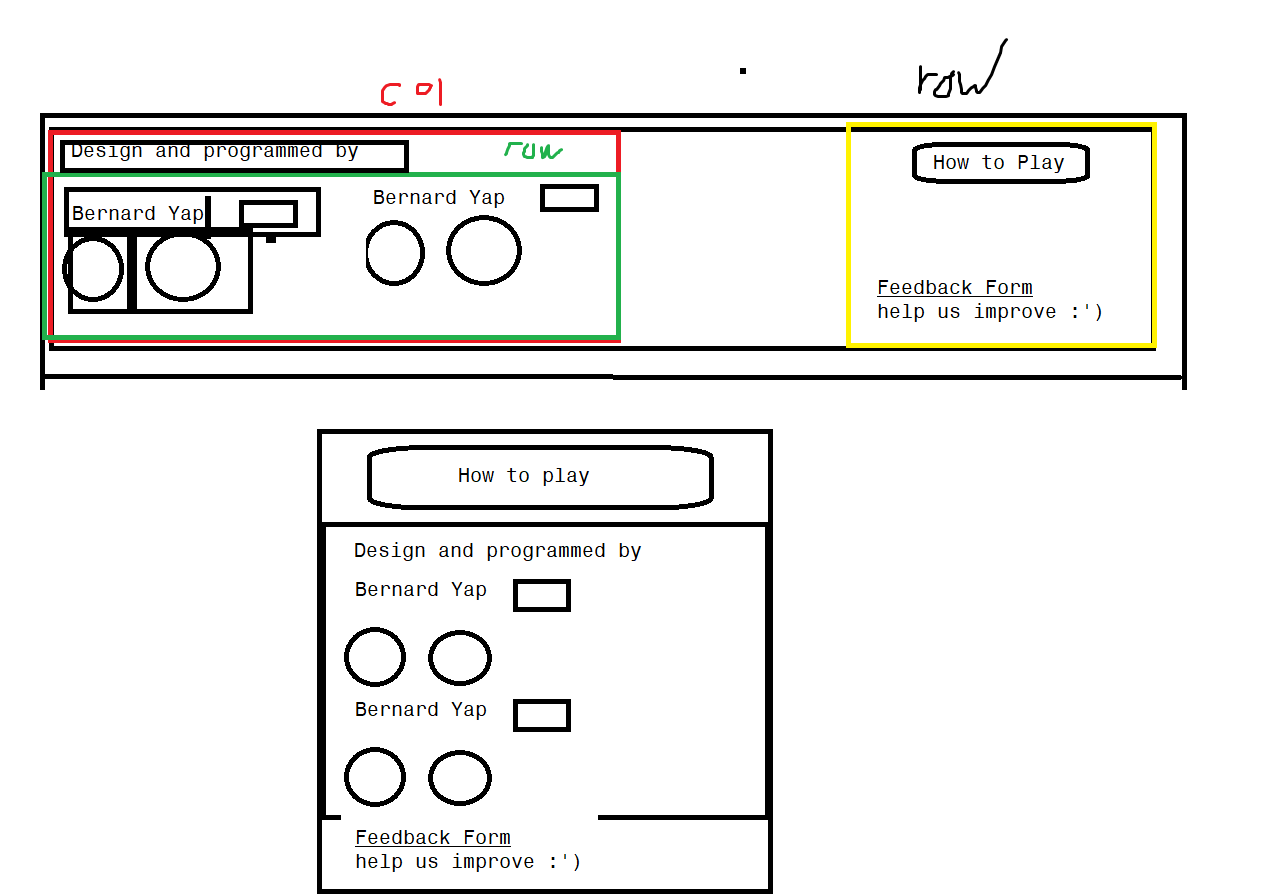 col
row
Design and programmed by
row
How to Play
Bernard Yap
Bernard Yap
Feedback Form
help us improve :')
How to play
Design and programmed by
Bernard Yap
Bernard Yap
Feedback Form
help us improve :')